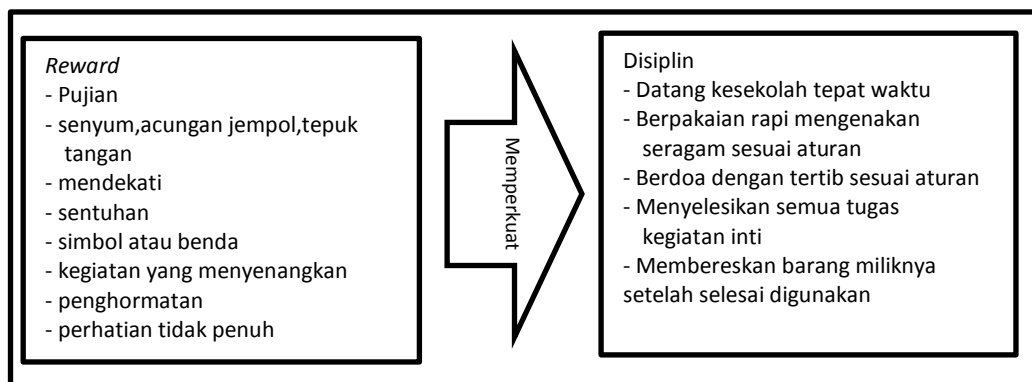 Reward
- Pujian
- senyum,acungan jempol,tepuk
tangan
- mendekati
- sentuhan
- simbol atau benda
- kegiatan yang menyenangkan
- penghormatan
- perhatian tidak penuh
Memperkuat
Disiplin
- Datang kesekolah tepat waktu
- Berpakaian rapi mengenakan
seragam sesuai aturan
- Berdoa dengan tertib sesuai aturan
- Menyelesikan semua tugas
kegiatan inti
- Membereskan barang miliknya
setelah selesai digunakan